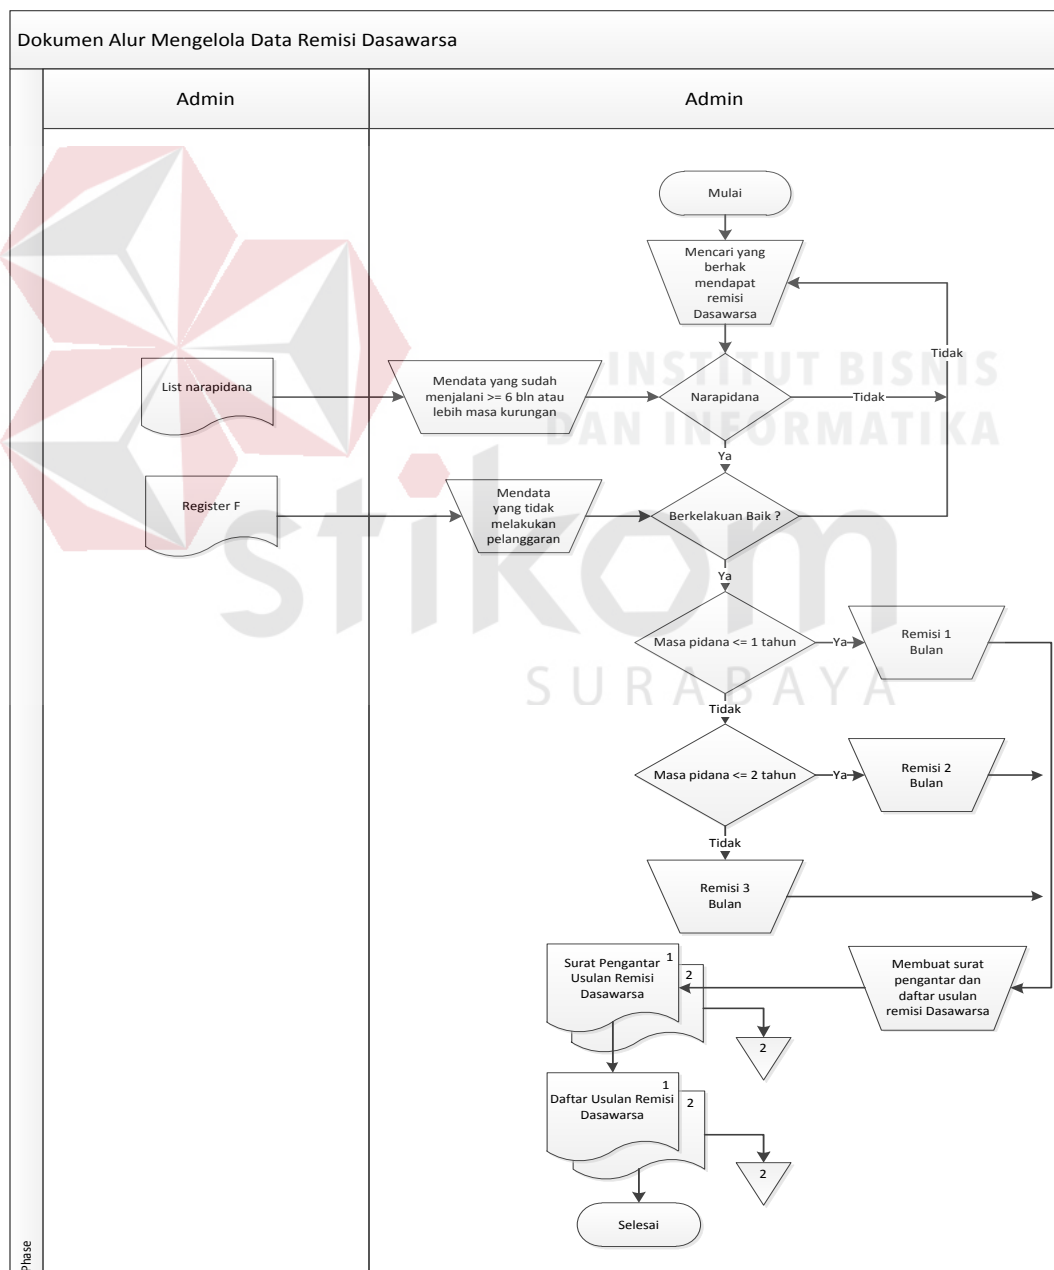 Dokumen Alur Mengelola Data Remisi Dasawarsa
Admin
Admin
Mulai
Mencari yang
berhak
mendapat
remisi
Dasawarsa
Tidak
INSTITUT BISNIS
DAN INFORMATIKA
List narapidana
Mendata yang sudah
menjalani >= 6 bln atau
lebih masa kurungan
Narapidana
Tidak
Ya
Register F
Mendata
yang tidak
melakukan
pelanggaran
Berkelakuan Baik ?
stikom
Ya
Masa pidana <= 1 tahun
Ya
Remisi 1
Bulan
SURABAYA
Tidak
Masa pidana <= 2 tahun
Ya
Remisi 2
Bulan
Tidak
Remisi 3
Bulan
Surat Pengantar
Usulan Remisi
Dasawarsa
1
2
Membuat surat
pengantar dan
daftar usulan
remisi Dasawarsa
2
Daftar Usulan Remisi
Dasawarsa
1
2
2
Selesai
Phase